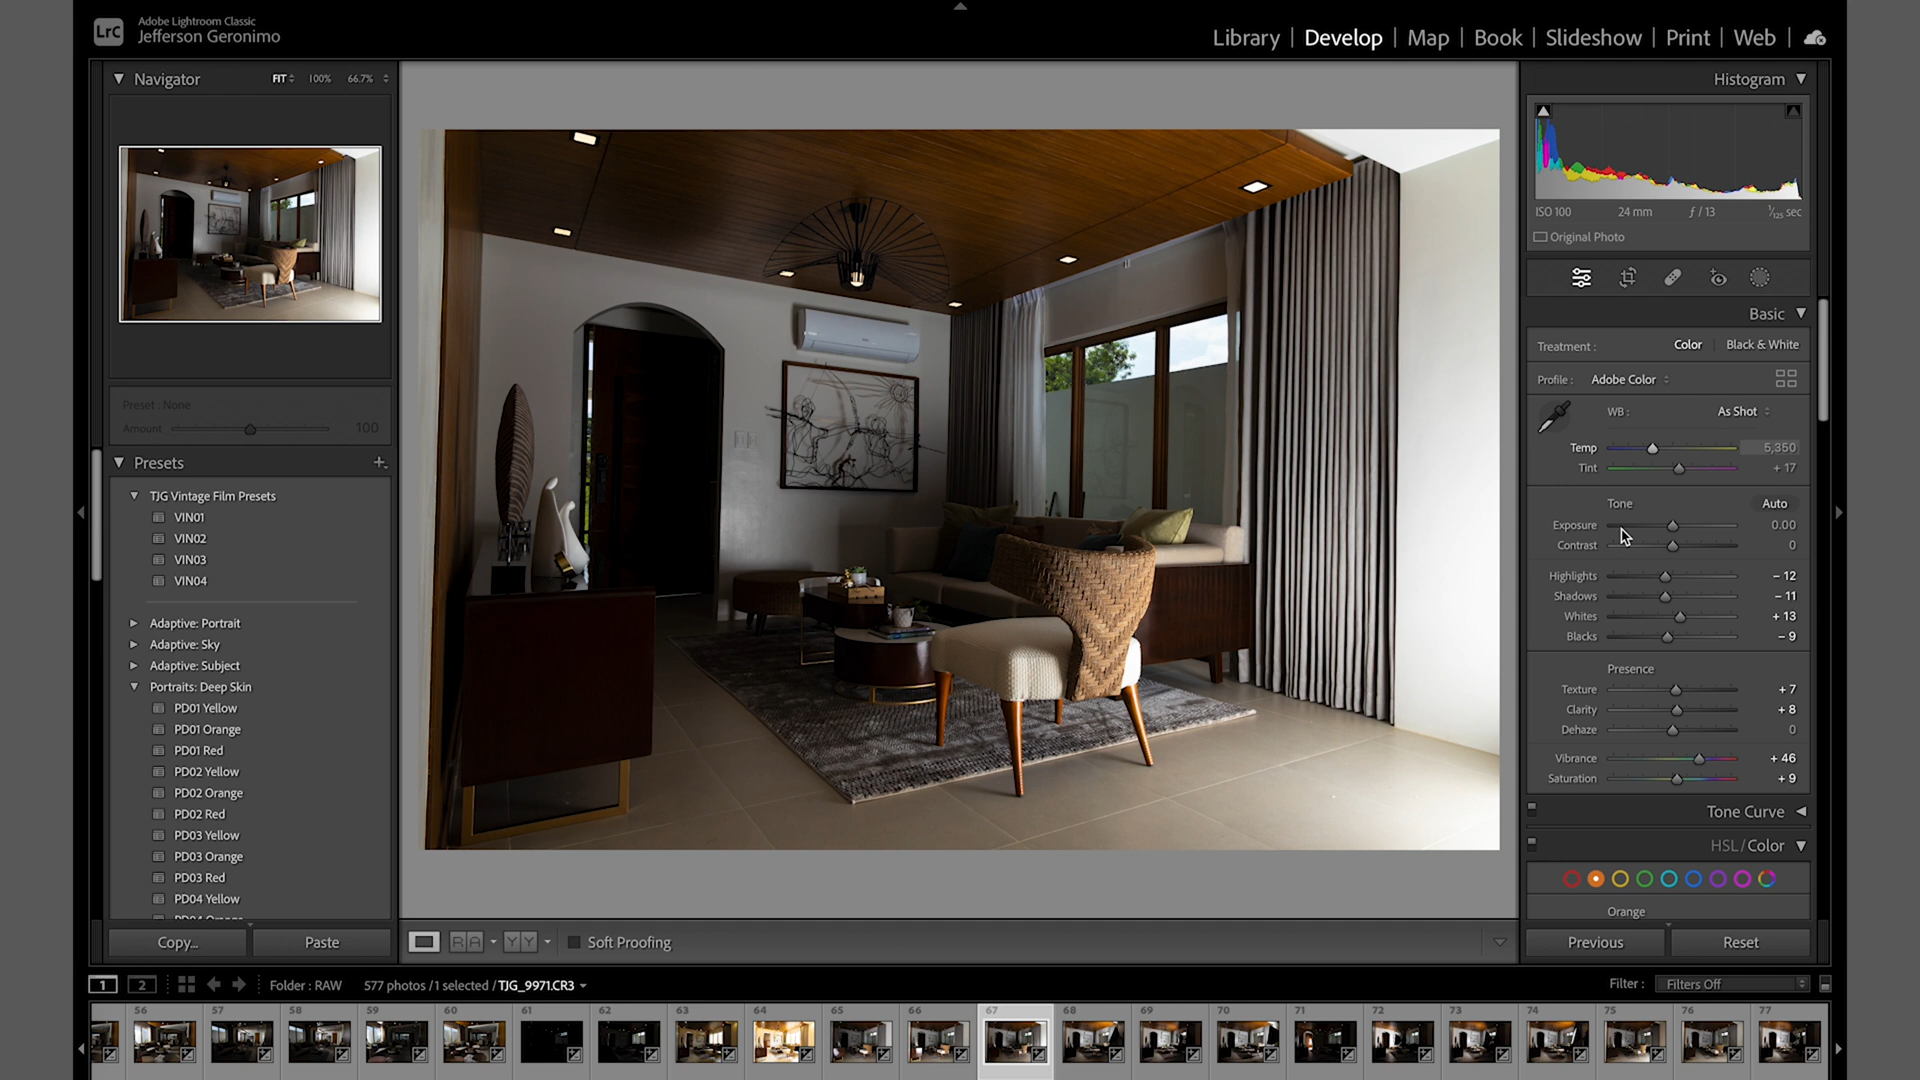 LrC
Adobe Lightroom Classic
Jefferson Geronimo
Library | Develop | Map | Book | Slideshow | Print | Web |
Navigator FIT 100% 66.7%
Preset : None
Amount 100
Presets +
TJG Vintage Film Presets
VIN01
VIN02
VIN03
VIN04
Adaptive: Portrait
Adaptive: Sky
Adaptive: Subject
Portraits: Deep Skin
PD01 Yellow
PD01 Orange
PD01 Red
PD02 Yellow
PD02 Orange
PD02 Red
PD03 Yellow
PD03 Orange
PD03 Red
PD04 Yellow
PD04 Orange
Copy... Paste
RA YY Soft Proofing
Histogram
ISO 100 24 mm ƒ / 13 1/125 sec
Original Photo
Basic
Treatment : Color | Black & White
Profile : Adobe Color
WB : As Shot
Temp 5,350
Tint + 17
Tone Auto
Exposure 0.00
Contrast 0
Highlights − 12
Shadows − 11
Whites + 13
Blacks − 9
Presence
Texture + 7
Clarity + 8
Dehaze 0
Vibrance + 46
Saturation + 9
Tone Curve
HSL / Color
Orange
Previous Reset
1 2 Folder : RAW 577 photos / 1 selected / TJG_9971.CR3 Filter : Filters Off
56 57 58 59 60 61 62 63 64 65 66 67 68 69 70 71 72 73 74 75 76 77